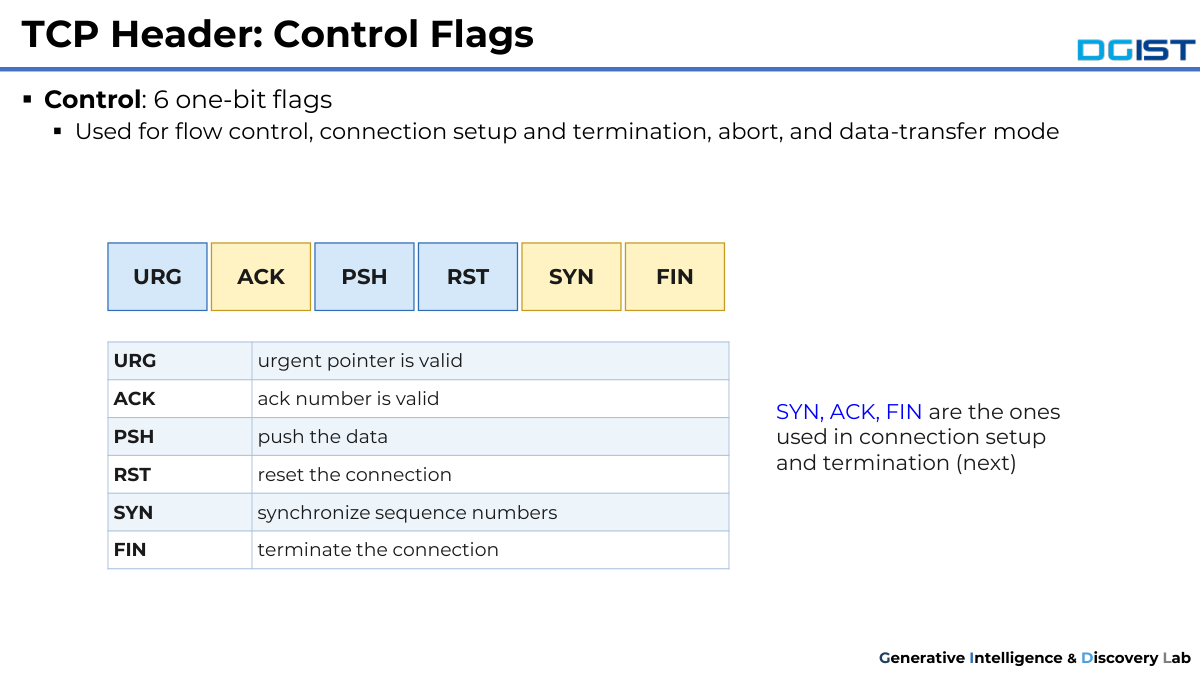 TCP Header: Control Flags
DGIST
▪ Control: 6 one-bit flags
▪ Used for flow control, connection setup and termination, abort, and data-transfer mode
URG ACK PSH RST SYN FIN
URG urgent pointer is valid
ACK ack number is valid
PSH push the data
RST reset the connection
SYN synchronize sequence numbers
FIN terminate the connection
SYN, ACK, FIN are the ones
used in connection setup
and termination (next)
Generative Intelligence & Discovery Lab